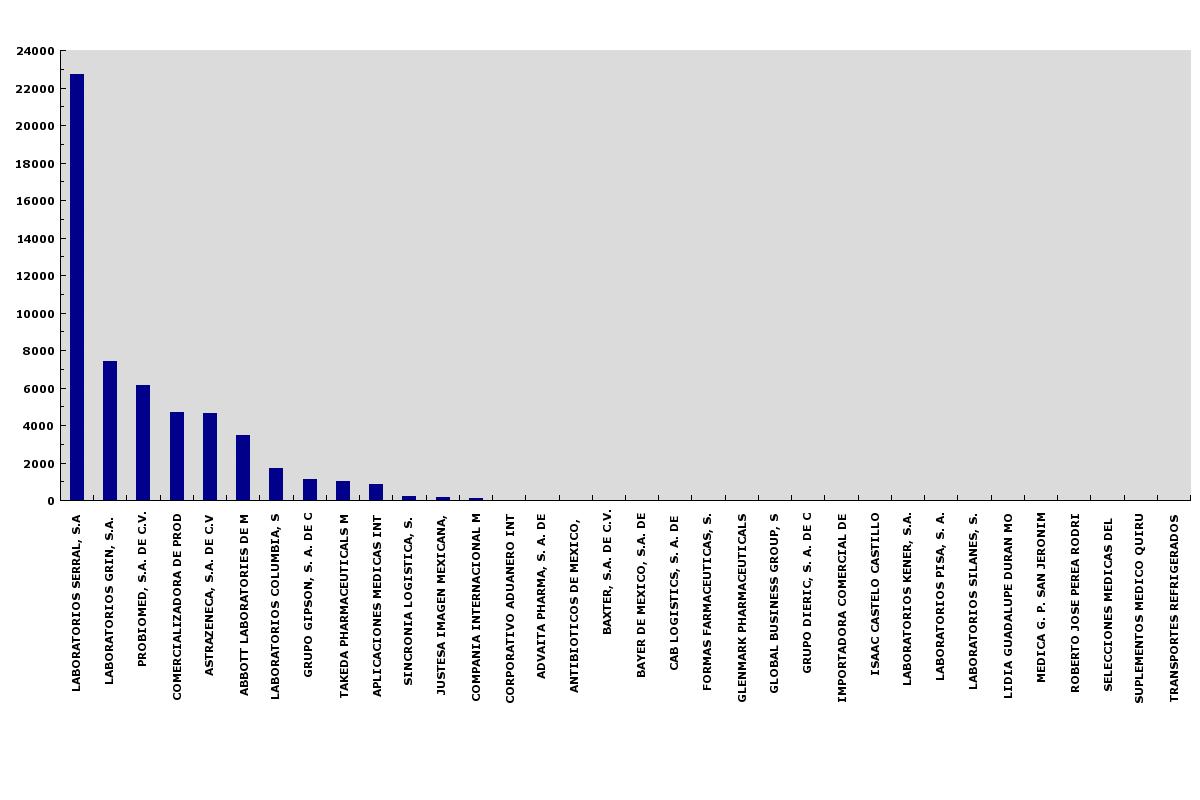 24000
22000
20000
18000
16000
14000
12000
10000
8000
6000
4000
2000
0
LABORATORIOS SERRAL, S.A
LABORATORIOS GRIN, S.A.
PROBIOMED, S.A. DE C.V.
COMERCIALIZADORA DE PROD
ASTRAZENECA, S.A. DE C.V
ABBOTT LABORATORIES DE M
LABORATORIOS COLUMBIA, S
GRUPO GIPSON, S. A. DE C
TAKEDA PHARMACEUTICALS M
APLICACIONES MEDICAS INT
SINCRONIA LOGISTICA, S.
JUSTESA IMAGEN MEXICANA,
COMPANIA INTERNACIONAL M
CORPORATIVO ADUANERO INT
ADVAITA PHARMA, S. A. DE
ANTIBIOTICOS DE MEXICO,
BAXTER, S.A. DE C.V.
BAYER DE MEXICO, S.A. DE
CAB LOGISTICS, S. A. DE
FORMAS FARMACEUTICAS, S.
GLENMARK PHARMACEUTICALS
GLOBAL BUSINESS GROUP, S
GRUPO DIERIC, S. A. DE C
IMPORTADORA COMERCIAL DE
ISAAC CASTELO CASTILLO
LABORATORIOS KENER, S.A.
LABORATORIOS PISA, S. A.
LABORATORIOS SILANES, S.
LIDIA GUADALUPE DURAN MO
MEDICA G. P. SAN JERONIM
ROBERTO JOSE PEREA RODRI
SELECCIONES MEDICAS DEL
SUPLEMENTOS MEDICO QUIRU
TRANSPORTES REFRIGERADOS